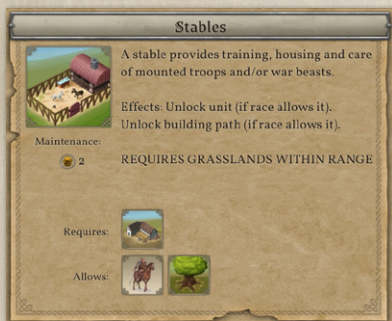 Stables
A stable provides training, housing and care
of mounted troops and/or war beasts.
Effects: Unlock unit (if race allows it).
Unlock building path (if race allows it).
Maintenance:
2
REQUIRES GRASSLANDS WITHIN RANGE
Requires:
Allows: